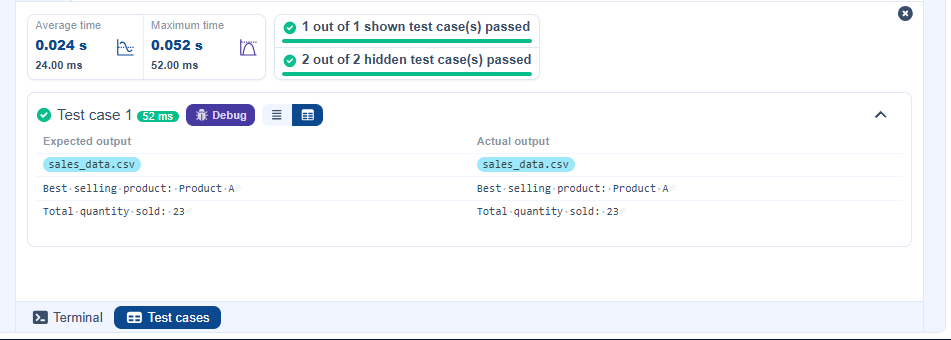 Average time
0.024 s
24.00 ms
Maximum time
0.052 s
52.00 ms
1 out of 1 shown test case(s) passed
2 out of 2 hidden test case(s) passed
Test case 1 52 ms Debug
Expected output
sales_data.csv
Best·selling·product:·Product·A
Total·quantity·sold:·23
Actual output
sales_data.csv
Best·selling·product:·Product·A
Total·quantity·sold:·23
Terminal Test cases